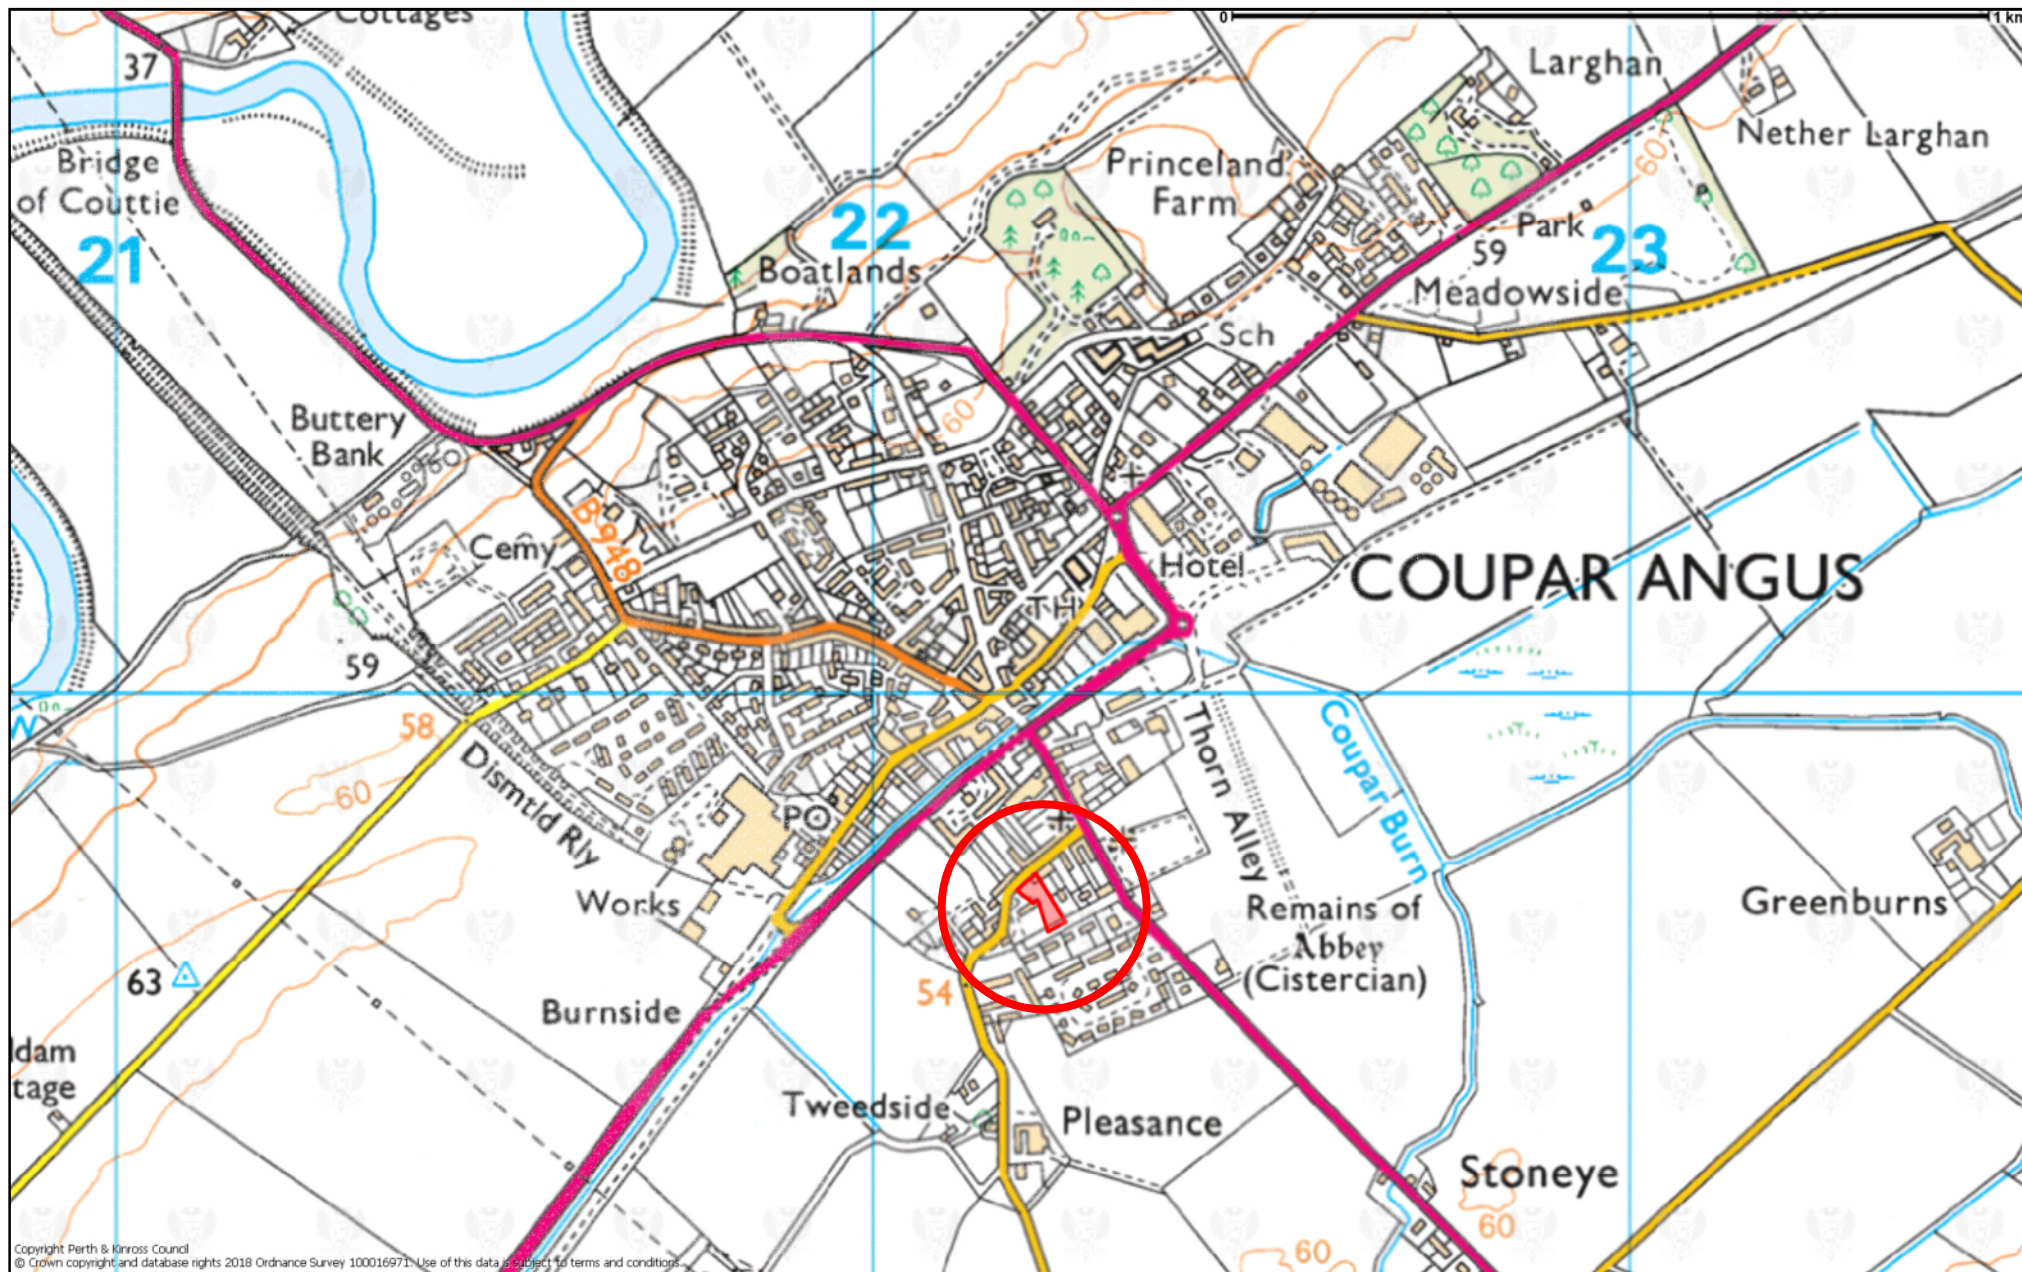 Cottages
0
1 km
37
Larghan
Nether Larghan
Bridge
of Couttie
21
Princeland
Farm
60
22
Boatlands
Park
59
23
Meadowside
Sch
Buttery
Bank
60
B948
Cemy
Hotel
COUPAR ANGUS
TH
59
W
58
60
Dismtld Rly
Thorn Alley
Coupar Burn
PO
Works
Remains of
Abbey
(Cistercian)
Greenburns
63
54
Burnside
ldam
tage
Tweedside
Pleasance
Stoneye
60
60
Copyright Perth & Kinross Council
© Crown copyright and database rights 2018 Ordnance Survey 100016971. Use of this data is subject to terms and conditions.